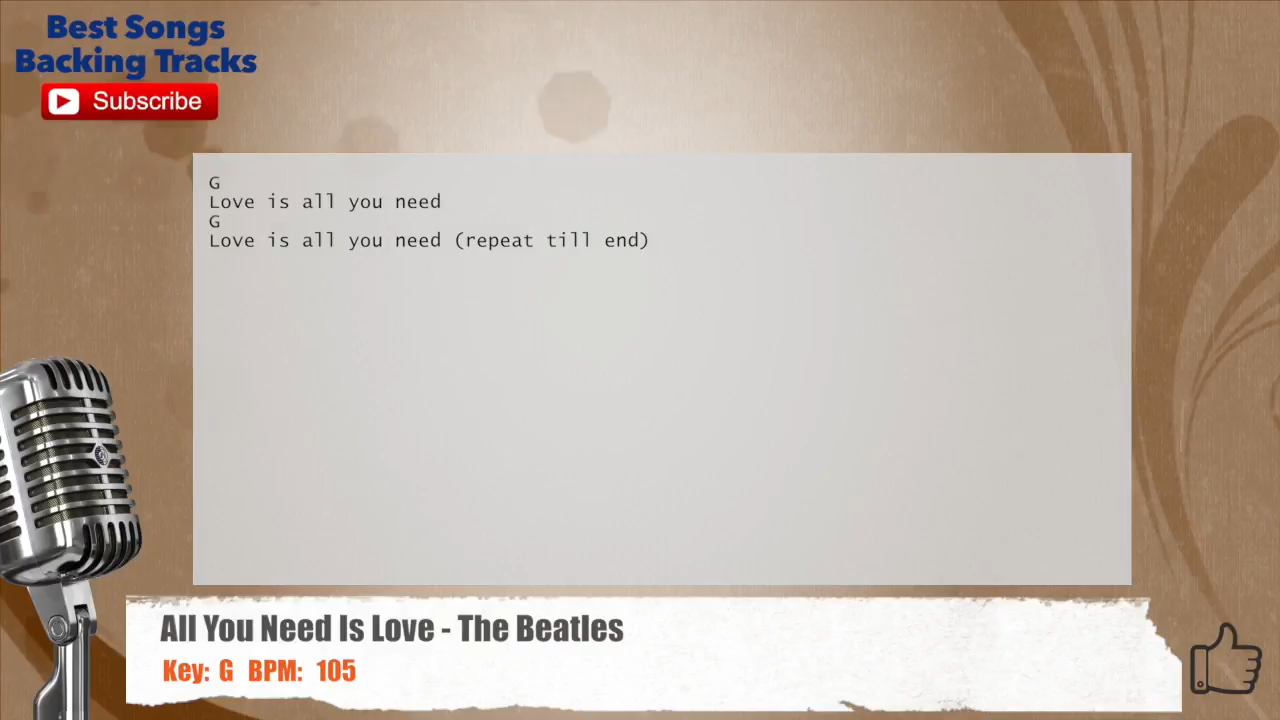 Best Songs
Backing Tracks
Subscribe
G
Love is all you need
G
Love is all you need (repeat till end)
All You Need Is Love - The Beatles
Key: G BPM: 105